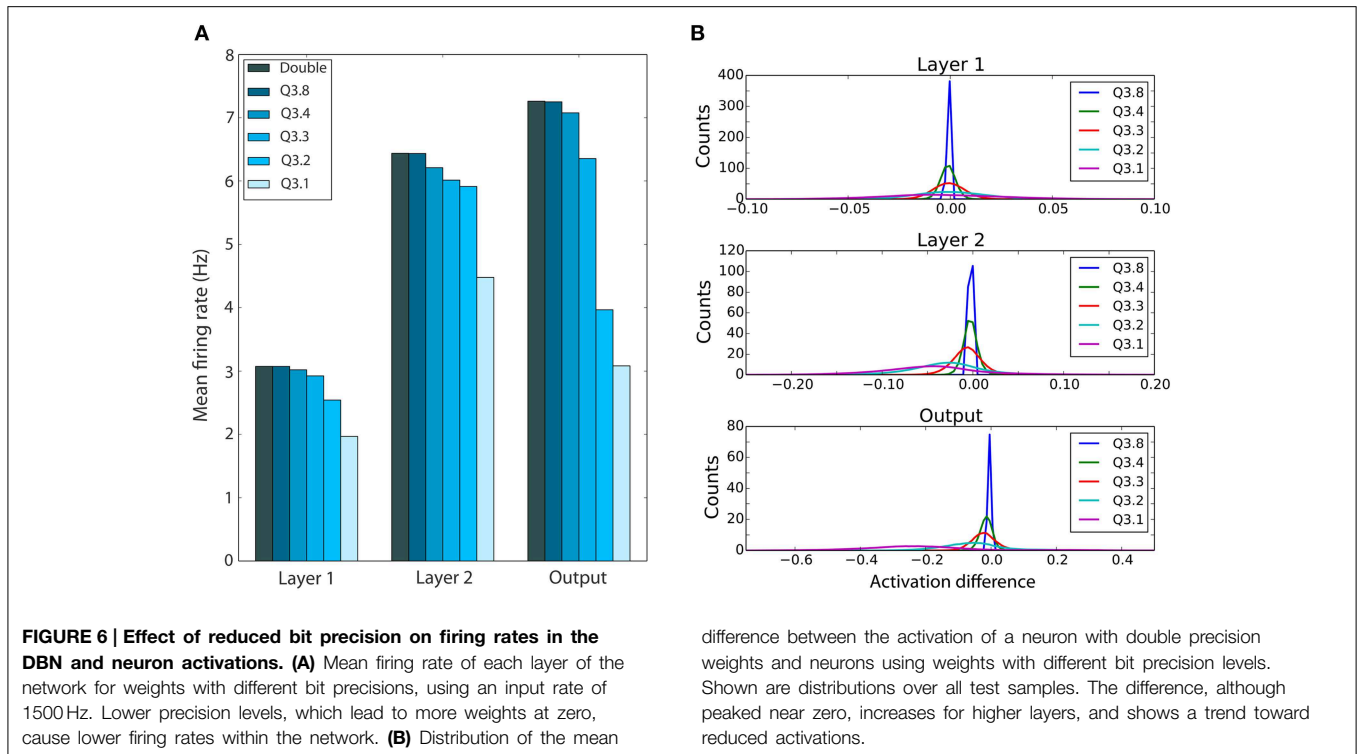 A
8
7
6
5
4
3
2
1
0
Mean firing rate (Hz)
Double
Q3.8
Q3.4
Q3.3
Q3.2
Q3.1
Layer 1
Layer 2
Output
B
Layer 1
400
300
200
100
0
Counts
−0.10
−0.05
0.00
0.05
0.10
Q3.8
Q3.4
Q3.3
Q3.2
Q3.1
Layer 2
120
100
80
60
40
20
0
Counts
−0.20
−0.10
0.00
0.10
0.20
Q3.8
Q3.4
Q3.3
Q3.2
Q3.1
Output
80
60
40
20
0
Counts
−0.6
−0.4
−0.2
0.0
0.2
0.4
Q3.8
Q3.4
Q3.3
Q3.2
Q3.1
Activation difference
FIGURE 6 | Effect of reduced bit precision on firing rates in the
DBN and neuron activations. (A) Mean firing rate of each layer of the
network for weights with different bit precisions, using an input rate of
1500 Hz. Lower precision levels, which lead to more weights at zero,
cause lower firing rates within the network. (B) Distribution of the mean
difference between the activation of a neuron with double precision
weights and neurons using weights with different bit precision levels.
Shown are distributions over all test samples. The difference, although
peaked near zero, increases for higher layers, and shows a trend toward
reduced activations.